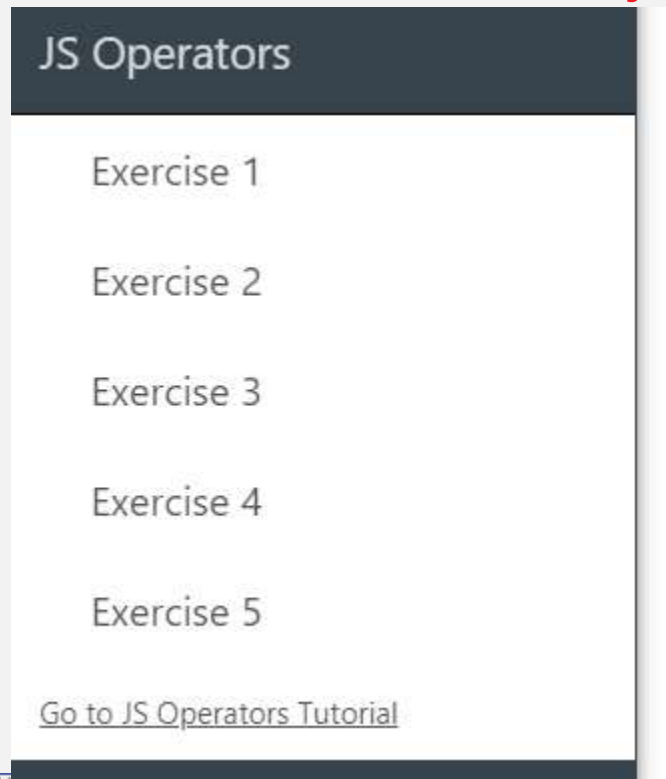 JS Operators
Exercise 1
Exercise 2
Exercise 3
Exercise 4
Exercise 5
Go to JS Operators Tutorial